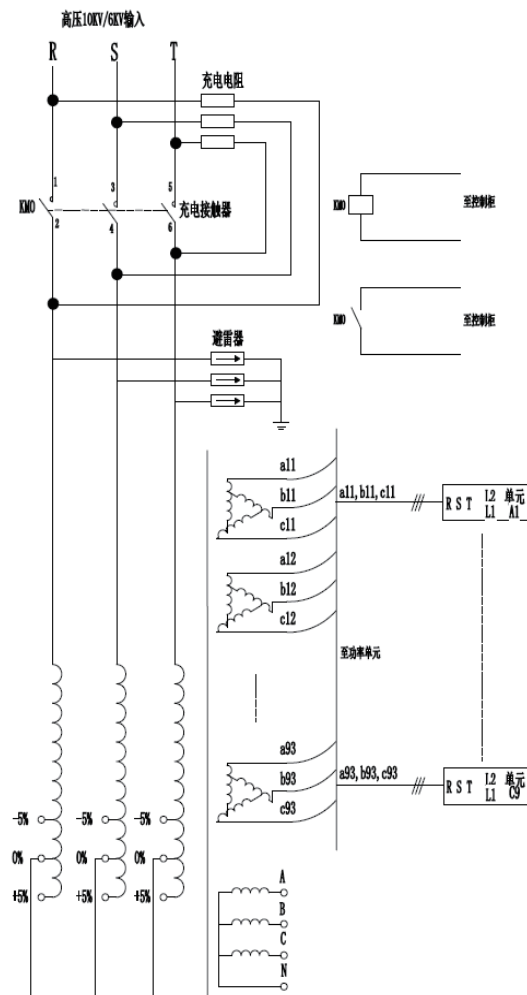 高压10KV/6KV输入
R S T
充电电阻
1 3 5
KM0 充电接触器
2 4 6
KM0 至控制柜
KM0 至控制柜
避雷器
a11
b11
c11
a11,b11,c11
R S T L2 单元
L1 A1
a12
b12
c12
至功率单元
a93
b93
c93
a93,b93,c93
R S T L2 单元
L1 C9
-5% -5% -5%
0% 0% 0%
+5% +5% +5%
A
B
C
N